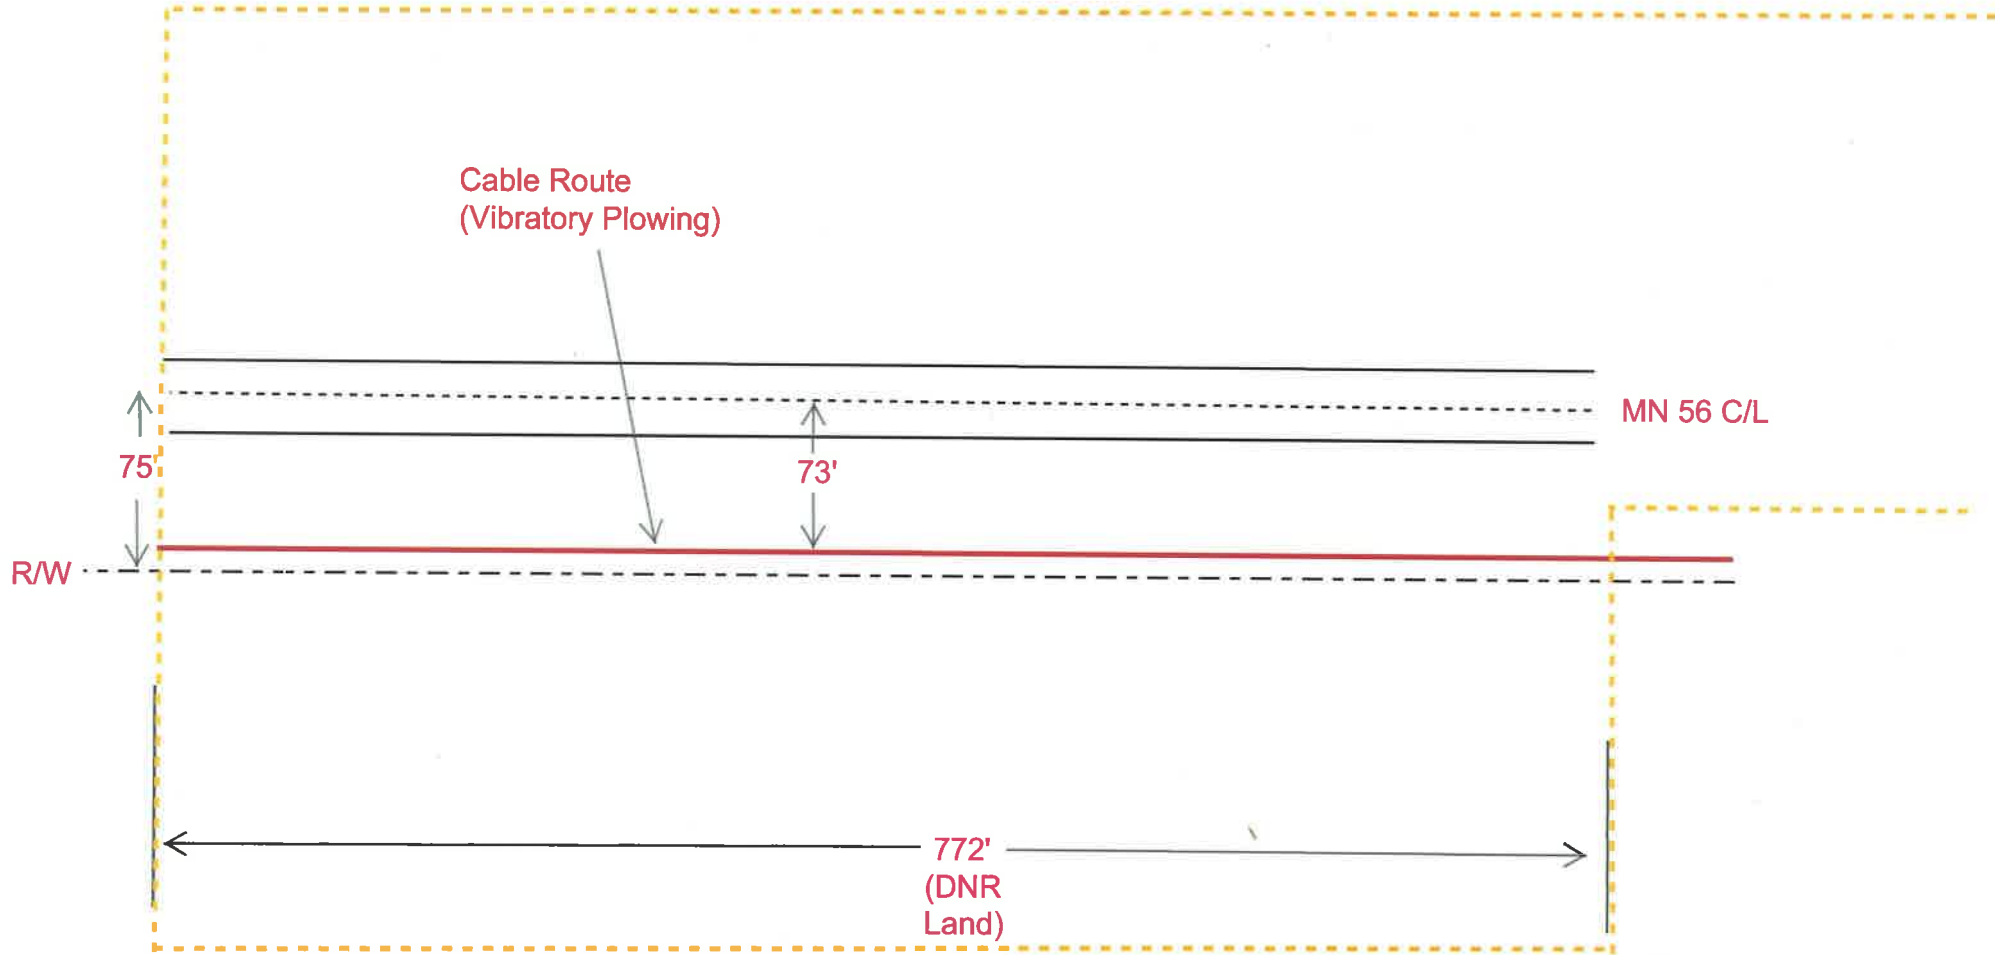 Cable Route
(Vibratory Plowing)
MN 56 C/L
75'
73'
R/W
772'
(DNR
Land)